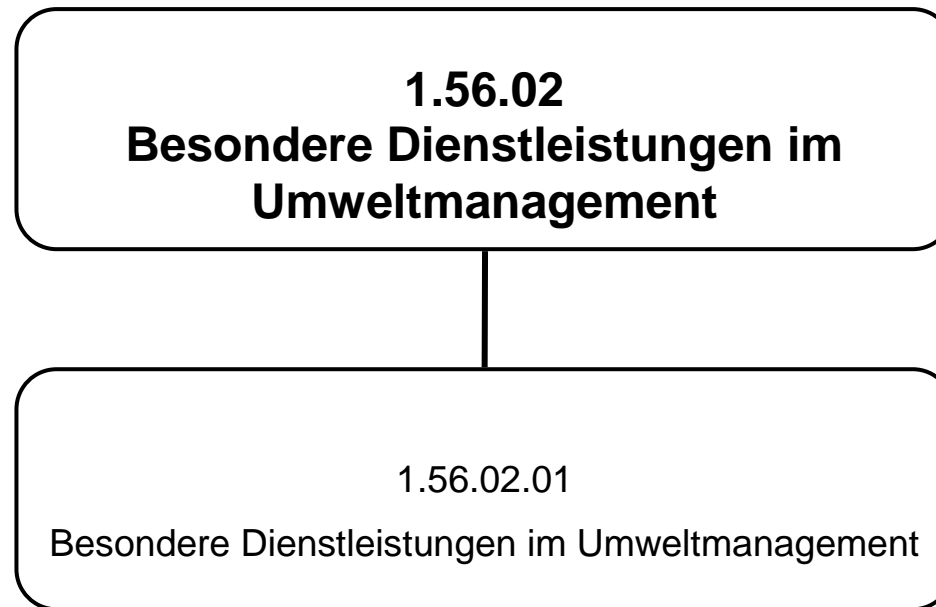 1.56.02
Besondere Dienstleistungen im
Umweltmanagement
1.56.02.01
Besondere Dienstleistungen im Umweltmanagement